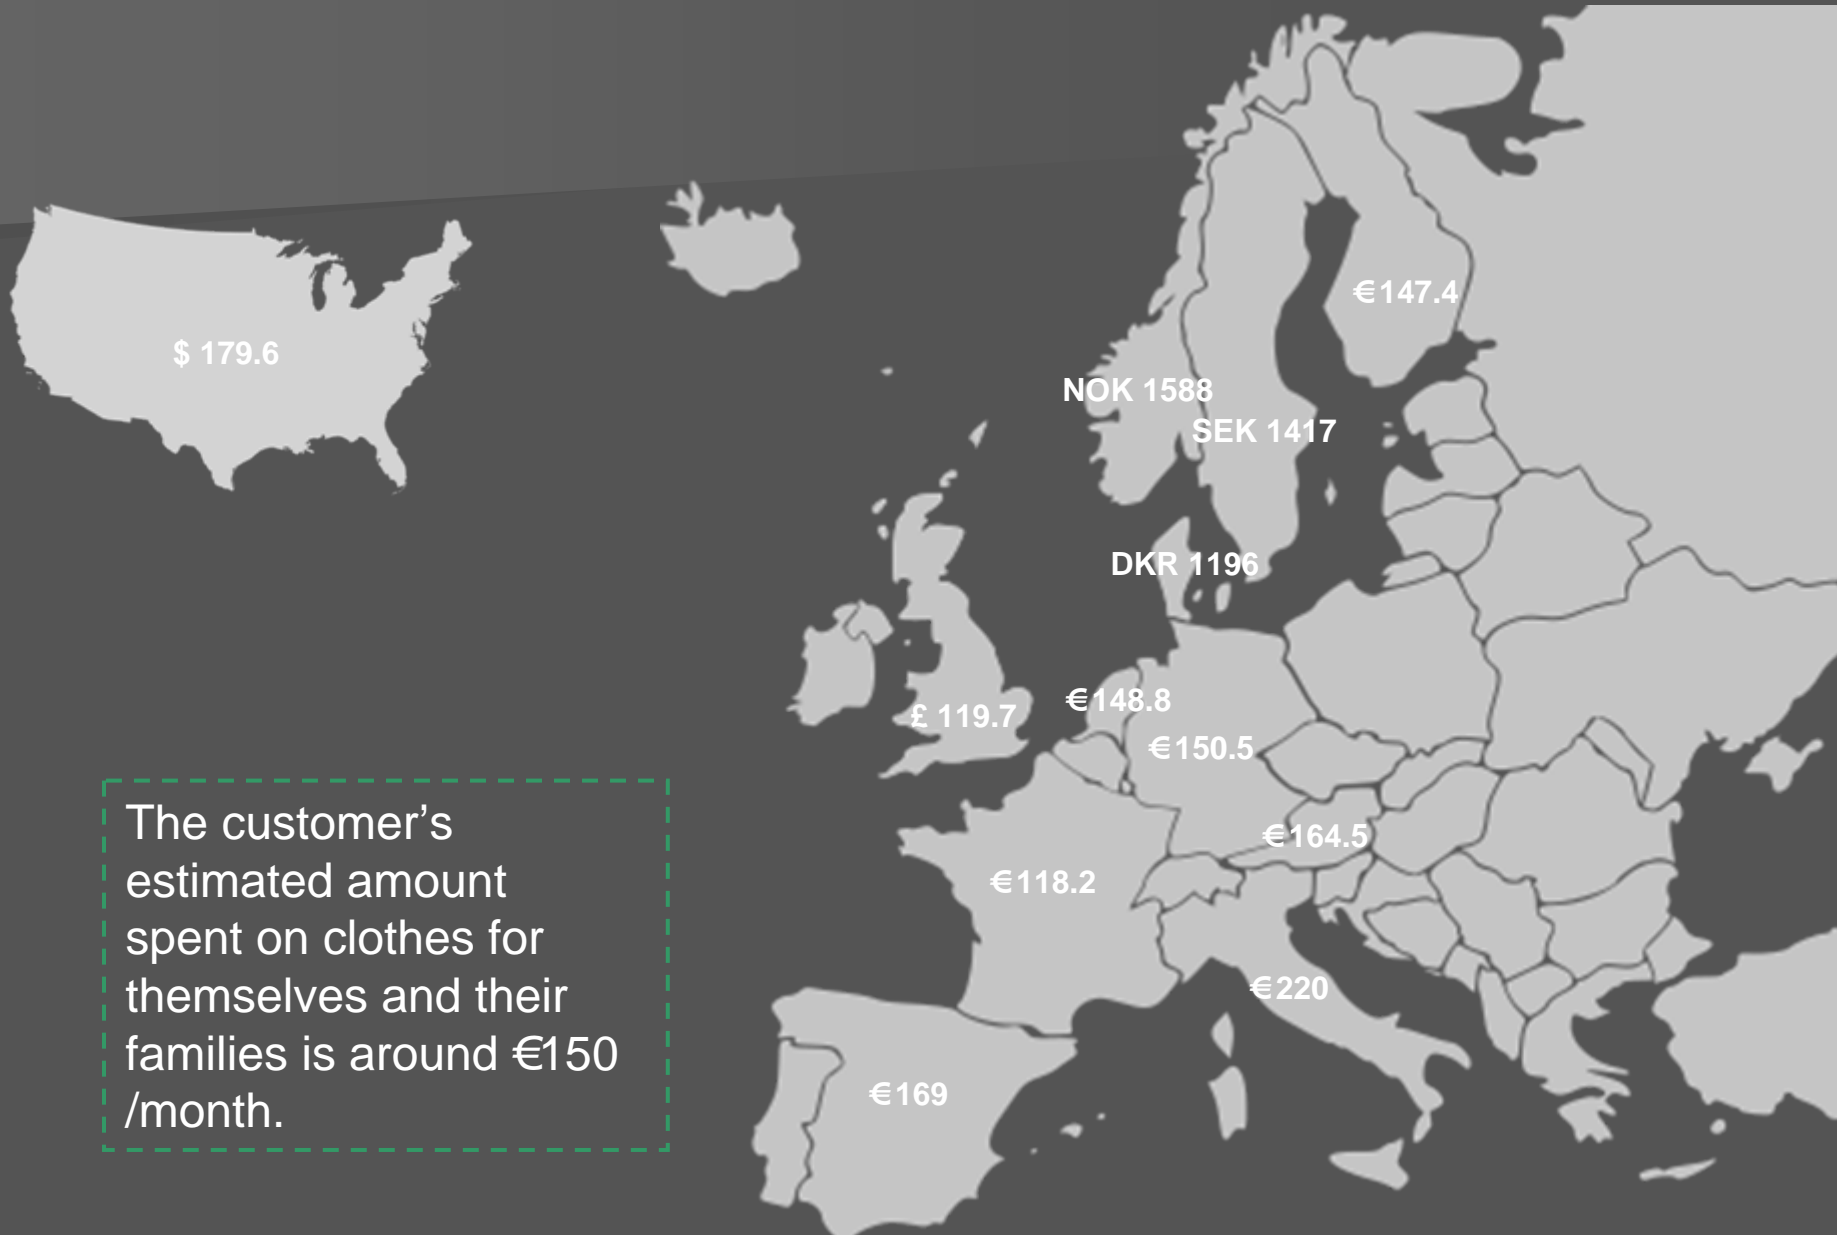 €147.4
$ 179.6
NOK 1588
SEK 1417
DKR 1196
€148.8
£ 119.7
€150.5
€164.5
€118.2
€220
€169
The customer’s
estimated amount
spent on clothes for
themselves and their
families is around €150
/month.